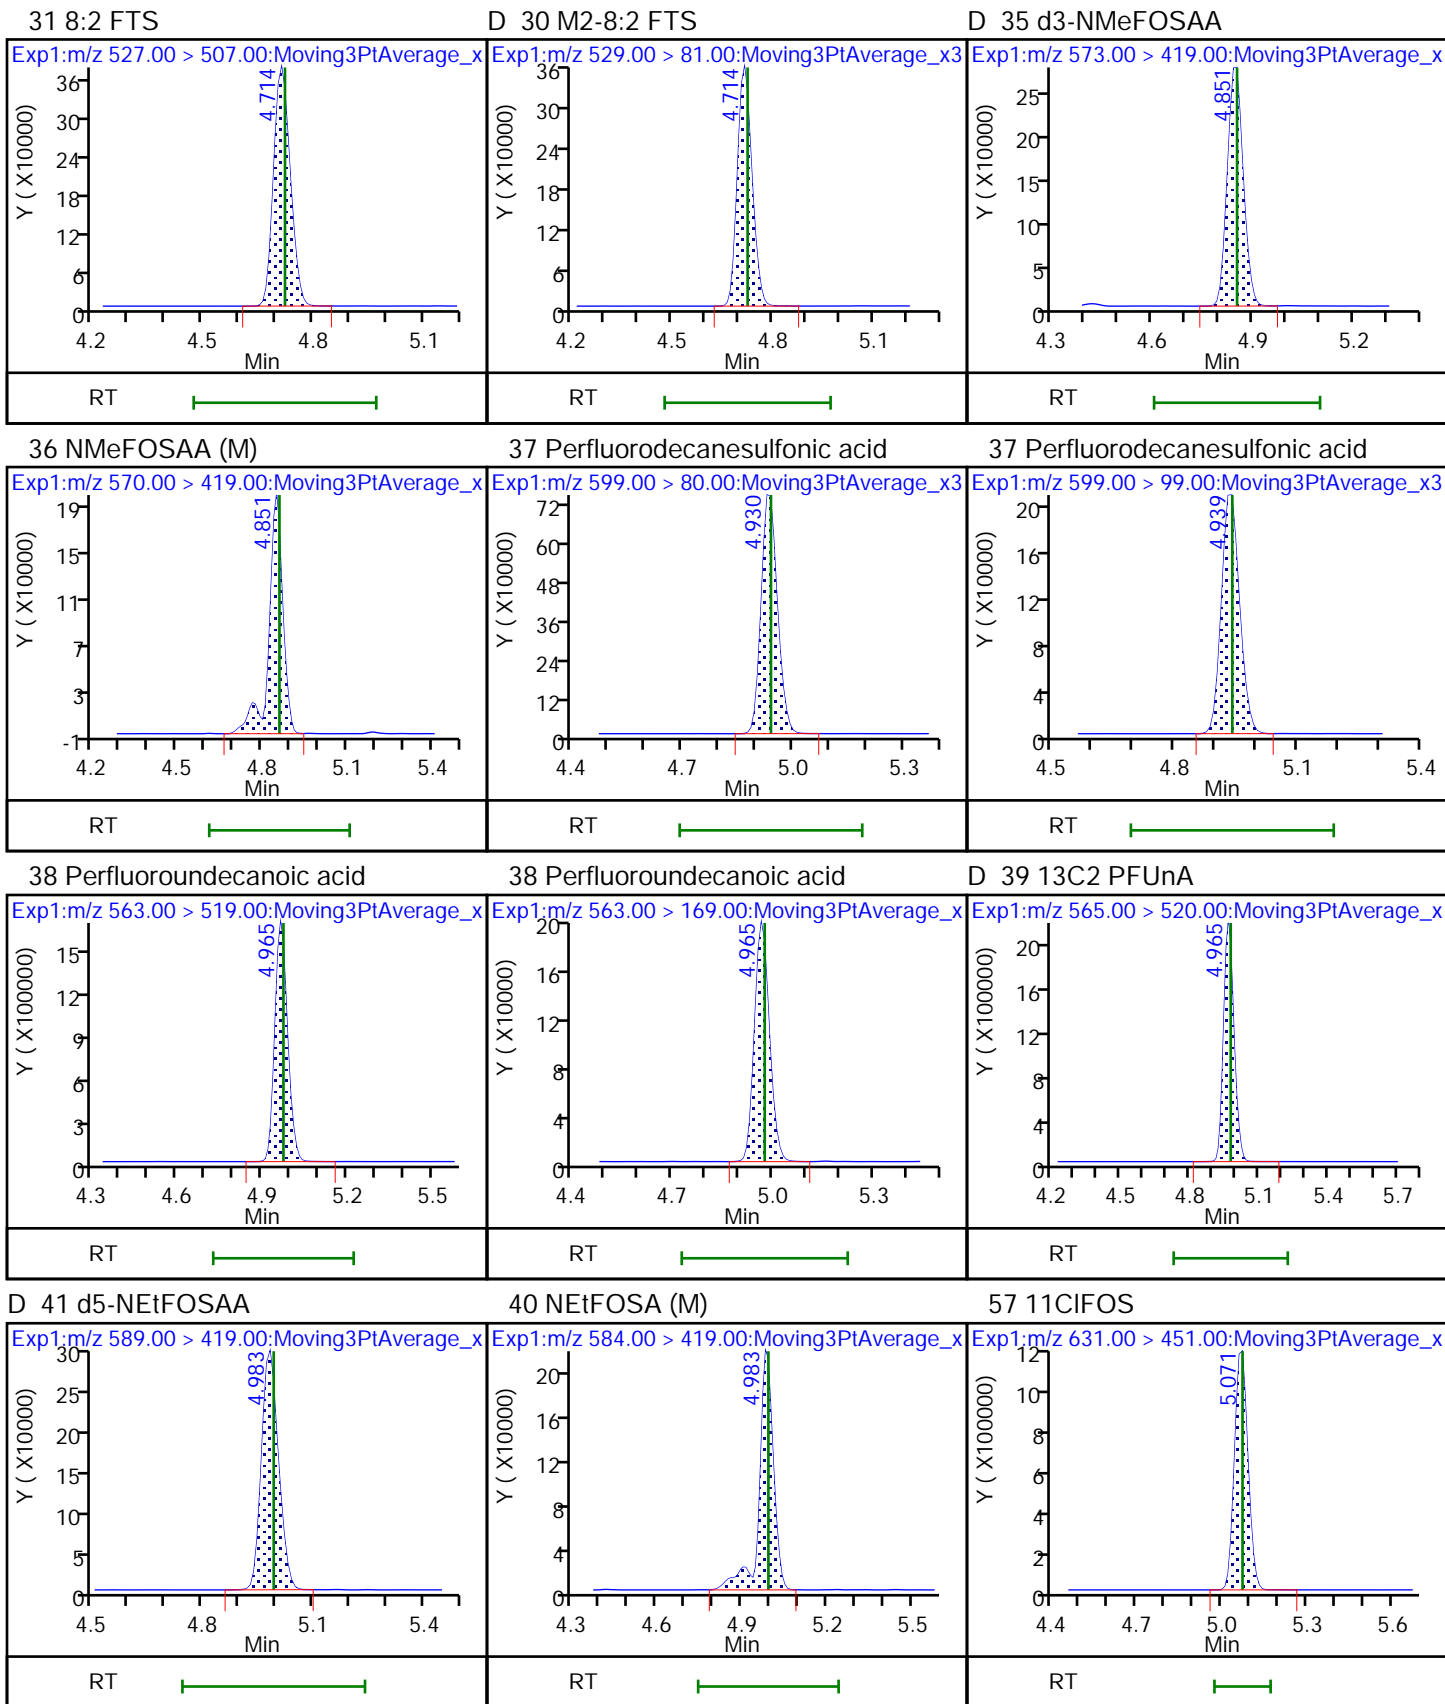 31 8:2 FTS
Exp1:m/z 527.00 > 507.00:Moving3PtAverage_x
4.714
Y ( X10000)
36
30
24
18
12
6
0
4.2 4.5 4.8 5.1
Min
RT
D 30 M2-8:2 FTS
Exp1:m/z 529.00 > 81.00:Moving3PtAverage_x3
4.714
Y ( X10000)
36
30
24
18
12
6
0
4.2 4.5 4.8 5.1
Min
RT
D 35 d3-NMeFOSAA
Exp1:m/z 573.00 > 419.00:Moving3PtAverage_x
4.851
Y ( X10000)
25
20
15
10
5
0
4.3 4.6 4.9 5.2
Min
RT
36 NMeFOSAA (M)
Exp1:m/z 570.00 > 419.00:Moving3PtAverage_x
4.851
Y ( X10000)
19
15
11
7
3
-1
4.2 4.5 4.8 5.1 5.4
Min
RT
37 Perfluorodecanesulfonic acid
Exp1:m/z 599.00 > 80.00:Moving3PtAverage_x3
4.930
Y ( X10000)
72
60
48
36
24
12
0
4.4 4.7 5.0 5.3
Min
RT
37 Perfluorodecanesulfonic acid
Exp1:m/z 599.00 > 99.00:Moving3PtAverage_x3
4.939
Y ( X10000)
20
16
12
8
4
0
4.5 4.8 5.1 5.4
Min
RT
38 Perfluoroundecanoic acid
Exp1:m/z 563.00 > 519.00:Moving3PtAverage_x
4.965
Y ( X100000)
15
12
9
6
3
0
4.3 4.6 4.9 5.2 5.5
Min
RT
38 Perfluoroundecanoic acid
Exp1:m/z 563.00 > 169.00:Moving3PtAverage_x
4.965
Y ( X10000)
20
16
12
8
4
0
4.4 4.7 5.0 5.3
Min
RT
D 39 13C2 PFUnA
Exp1:m/z 565.00 > 520.00:Moving3PtAverage_x
4.965
Y ( X100000)
20
16
12
8
4
0
4.2 4.5 4.8 5.1 5.4 5.7
Min
RT
D 41 d5-NEtFOSAA
Exp1:m/z 589.00 > 419.00:Moving3PtAverage_x
4.983
Y ( X10000)
30
25
20
15
10
5
0
4.5 4.8 5.1 5.4
Min
RT
40 NEtFOSA (M)
Exp1:m/z 584.00 > 419.00:Moving3PtAverage_x
4.983
Y ( X10000)
20
16
12
8
4
0
4.3 4.6 4.9 5.2 5.5
Min
RT
57 11ClFOS
Exp1:m/z 631.00 > 451.00:Moving3PtAverage_x
5.071
Y ( X100000)
12
10
8
6
4
2
0
4.4 4.7 5.0 5.3 5.6
Min
RT